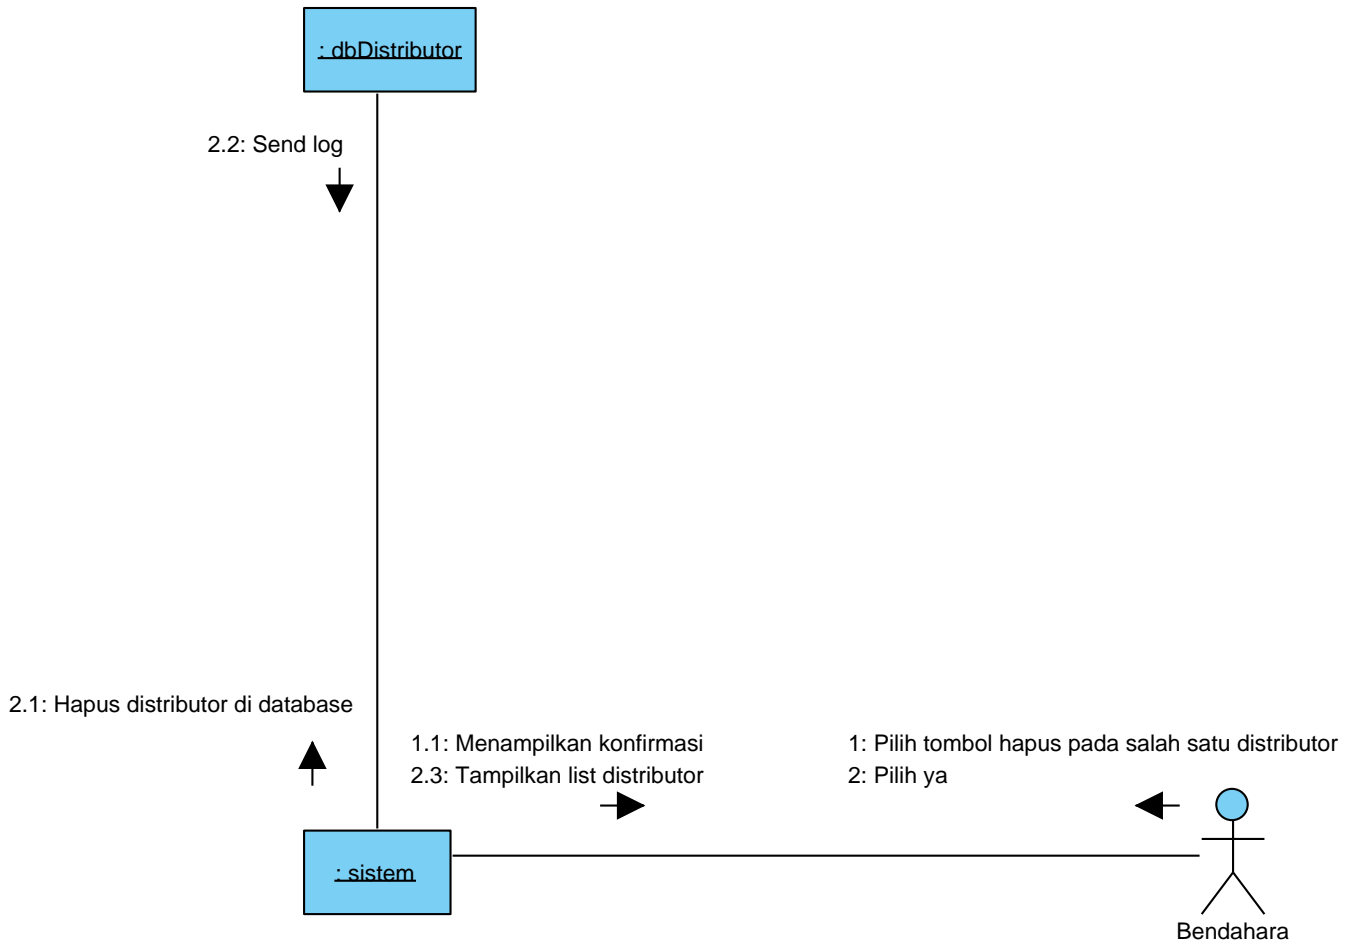 : dbDistributor
2.2: Send log
2.1: Hapus distributor di database
1.1: Menampilkan konfirmasi
2.3: Tampilkan list distributor
1: Pilih tombol hapus pada salah satu distributor
2: Pilih ya
: sistem
Bendahara